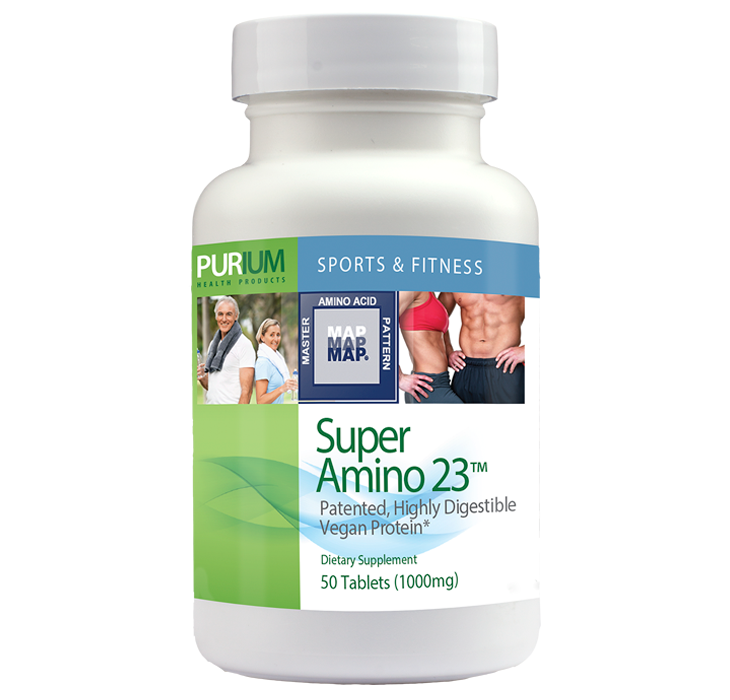 PURIUM
HEALTH PRODUCTS
SPORTS & FITNESS
AMINO ACID
MASTER
PATTERN
MAP
MAP
MAP®
Super
Amino 23™
Patented, Highly Digestible
Vegan Protein*
Dietary Supplement
50 Tablets (1000mg)